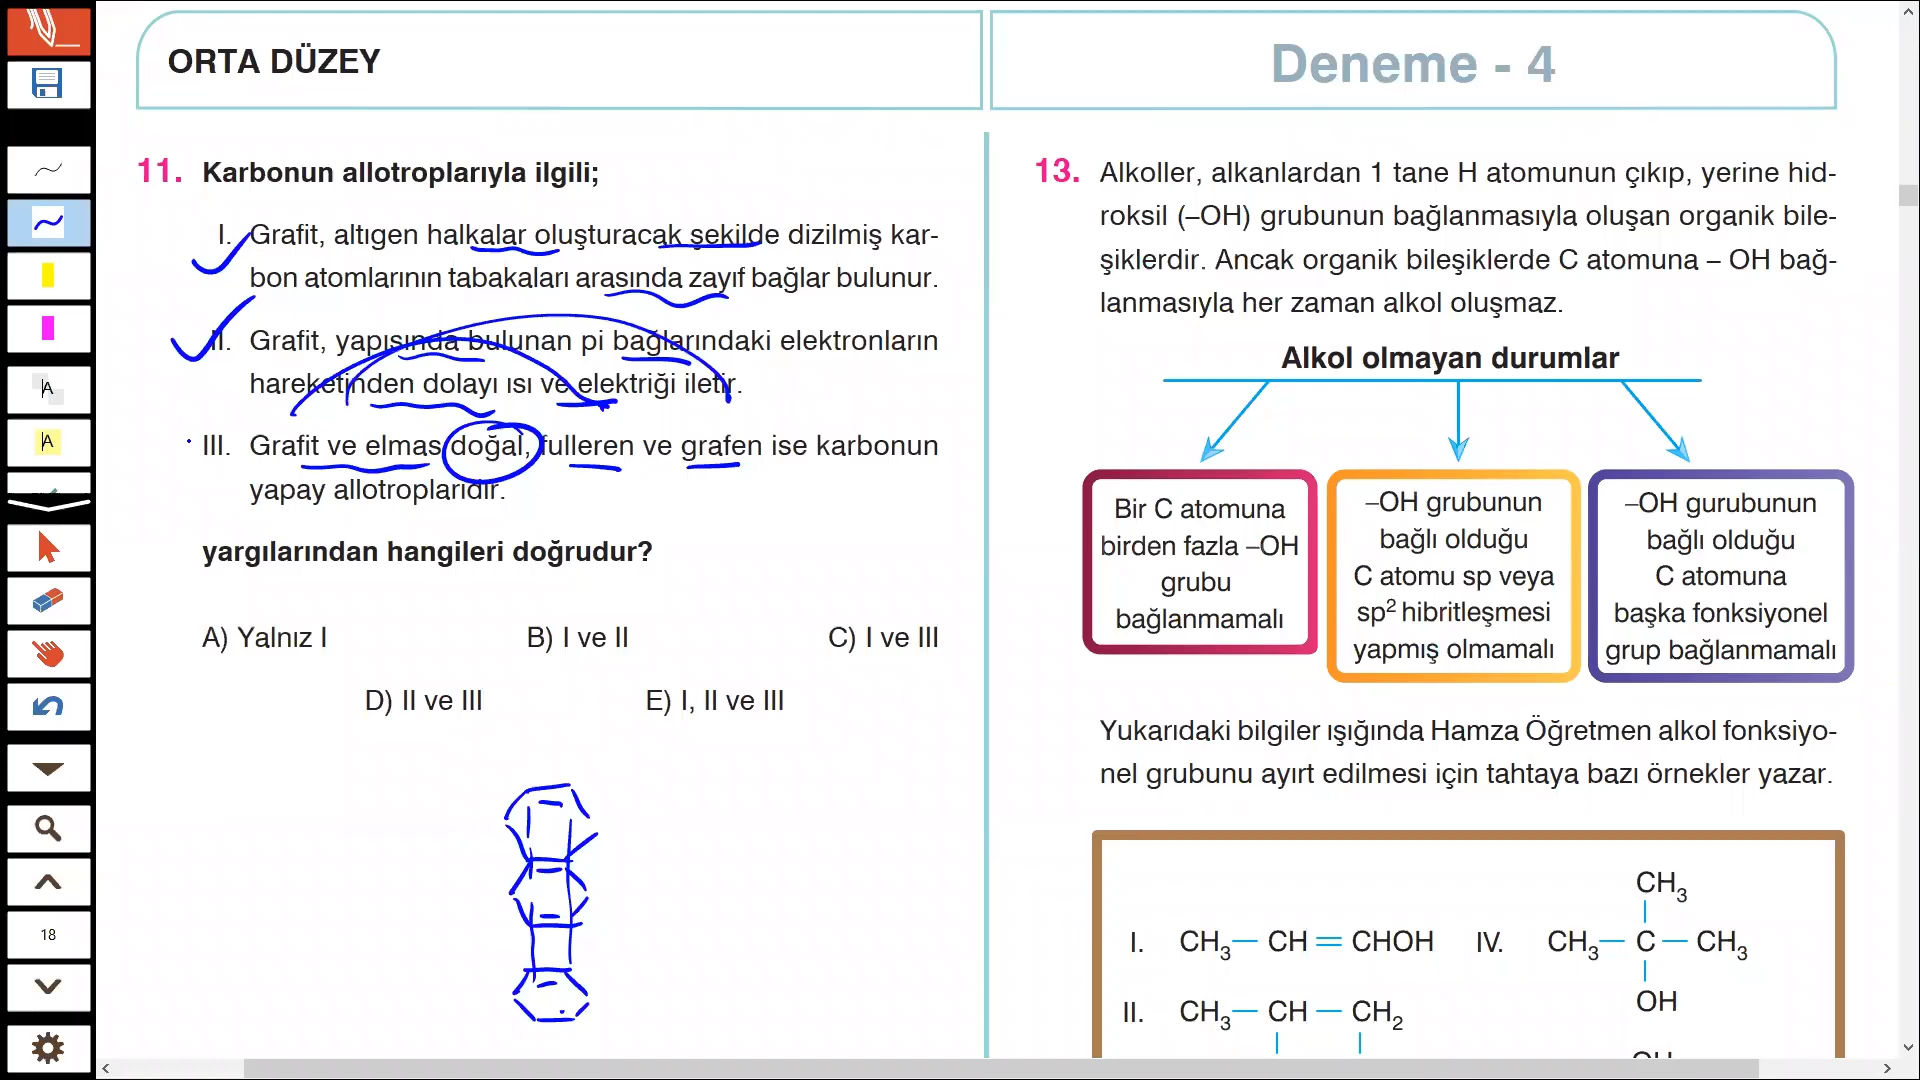 ORTA DÜZEY
Deneme - 4
11. Karbonun allotroplarıyla ilgili;
I. Grafit, altıgen halkalar oluşturacak şekilde dizilmiş kar-
bon atomlarının tabakaları arasında zayıf bağlar bulunur.
II. Grafit, yapısında bulunan pi bağlarındaki elektronların
hareketinden dolayı ısı ve elektriği iletir.
III. Grafit ve elmas doğal, fulleren ve grafen ise karbonun
yapay allotroplarıdır.
yargılarından hangileri doğrudur?
A) Yalnız I B) I ve II C) I ve III
D) II ve III E) I, II ve III
13. Alkoller, alkanlardan 1 tane H atomunun çıkıp, yerine hid-
roksil (–OH) grubunun bağlanmasıyla oluşan organik bile-
şiklerdir. Ancak organik bileşiklerde C atomuna – OH bağ-
lanmasıyla her zaman alkol oluşmaz.
Alkol olmayan durumlar
Bir C atomuna
birden fazla –OH
grubu
bağlanmamalı
–OH grubunun
bağlı olduğu
C atomu sp veya
sp² hibritleşmesi
yapmış olmamalı
–OH gurubunun
bağlı olduğu
C atomuna
başka fonksiyonel
grup bağlanmamalı
Yukarıdaki bilgiler ışığında Hamza Öğretmen alkol fonksiyo-
nel grubunu ayırt edilmesi için tahtaya bazı örnekler yazar.
I. CH₃ — CH = CHOH
II. CH₃ — CH — CH₂
CH₃
IV. CH₃ — C — CH₃
OH
A
A
18